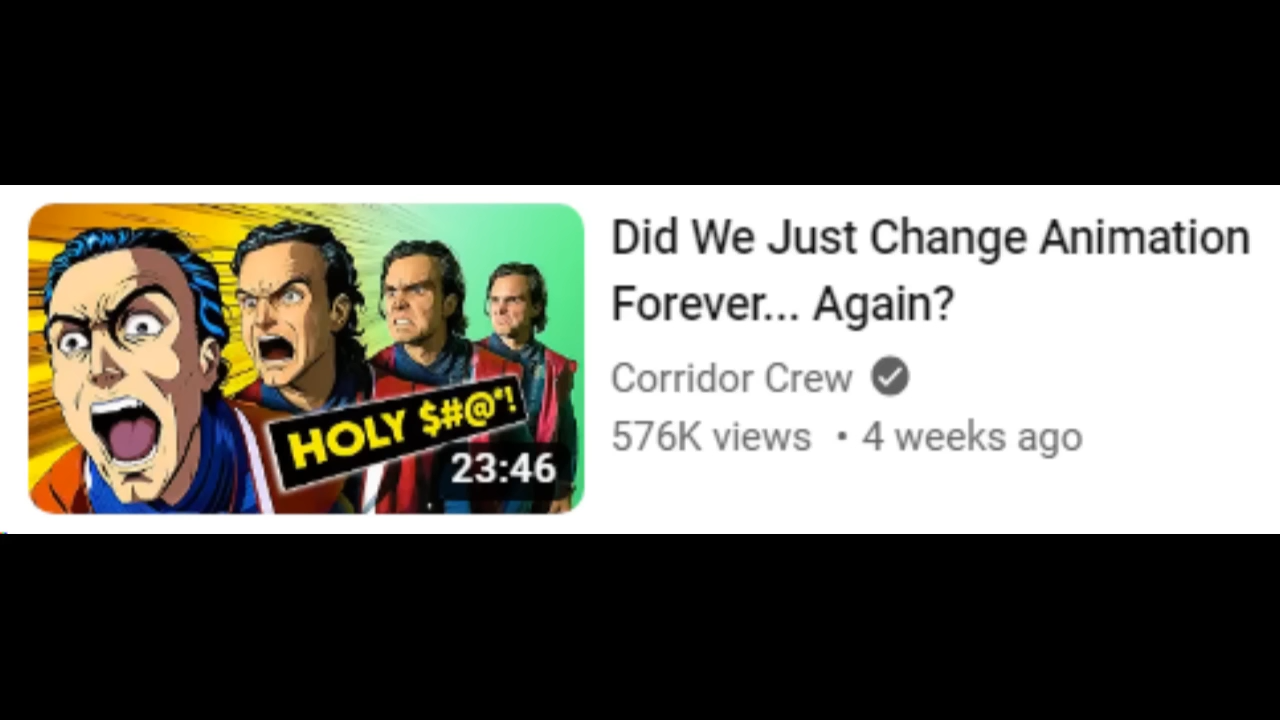 HOLY $#@*!
23:46
Did We Just Change Animation
Forever... Again?
Corridor Crew
576K views • 4 weeks ago